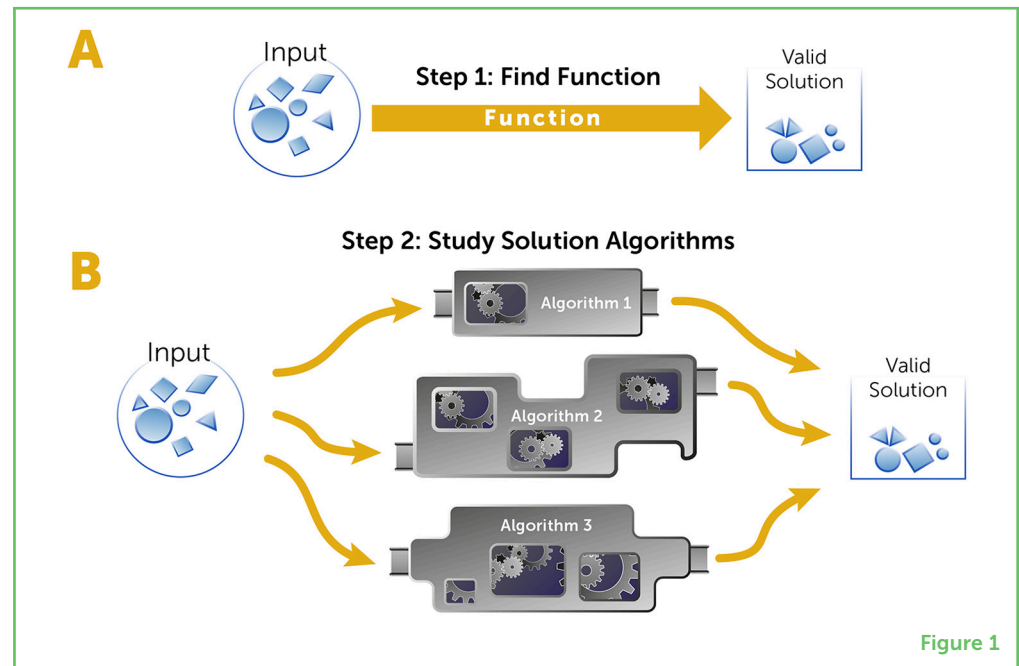 A
Input
Step 1: Find Function
Function
Valid
Solution
Step 2: Study Solution Algorithms
B
Input
Algorithm 1
Algorithm 2
Algorithm 3
Valid
Solution
Figure 1